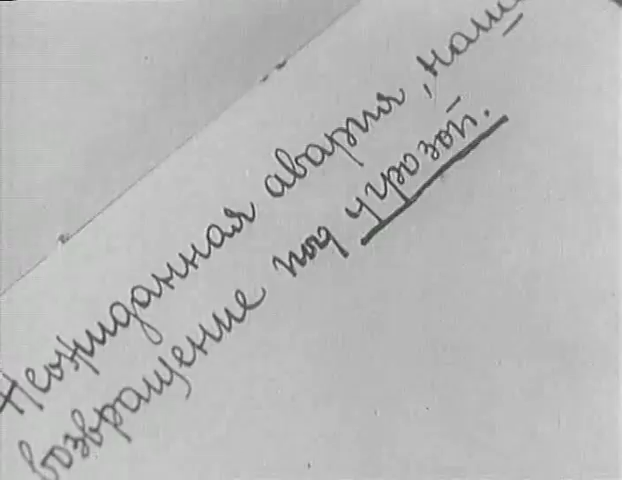 Неожиданная авария, наш
возвращение под угрозой.